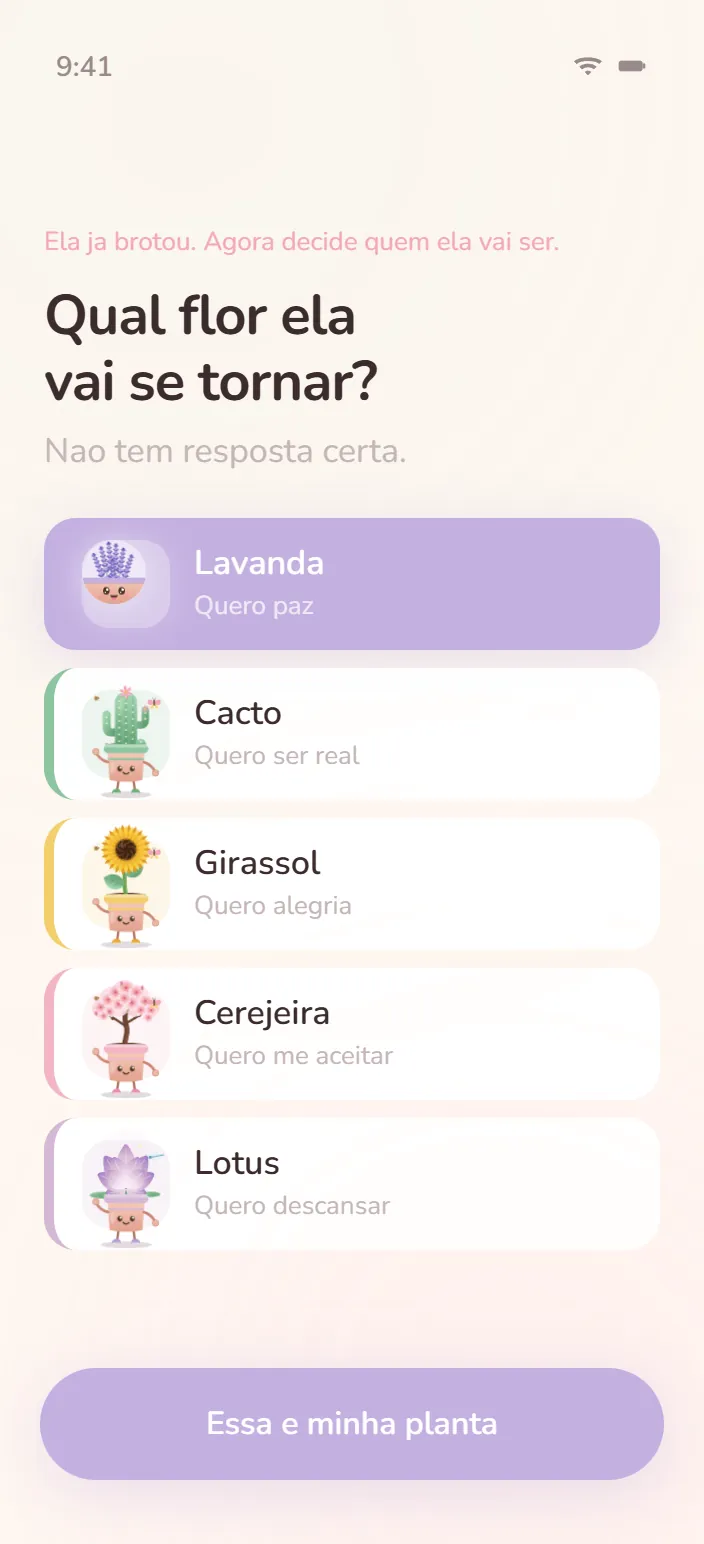 9:41
Ela ja brotou. Agora decide quem ela vai ser.
Qual flor ela
vai se tornar?
Nao tem resposta certa.
Lavanda
Quero paz
Cacto
Quero ser real
Girassol
Quero alegria
Cerejeira
Quero me aceitar
Lotus
Quero descansar
Essa e minha planta